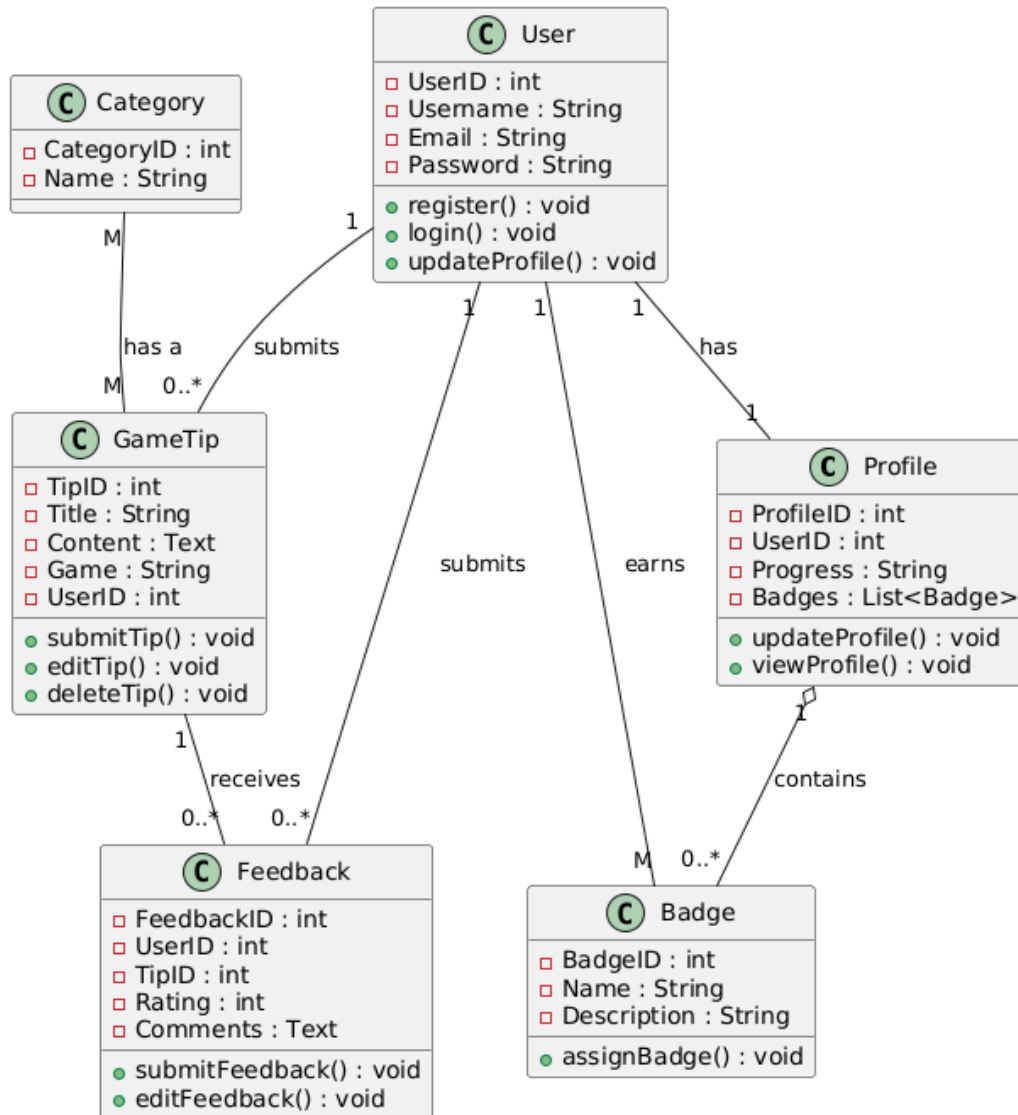 C User
- UserID : int
- Username : String
- Email : String
- Password : String
register() : void
login() : void
updateProfile() : void
C Category
- CategoryID : int
- Name : String
M
has a
M
1
submits
0..*
1
submits
0..*
1
earns
M
1
has
1
C GameTip
TipID : int
Title : String
Content : Text
Game : String
UserID : int
submitTip() : void
editTip() : void
deleteTip() : void
C Profile
ProfileID : int
UserID : int
Progress : String
Badges : List<Badge>
updateProfile() : void
viewProfile() : void
1
receives
0..*
1
contains
0..*
C Feedback
FeedbackID : int
UserID : int
TipID : int
Rating : int
Comments : Text
submitFeedback() : void
editFeedback() : void
C Badge
BadgeID : int
Name : String
Description : String
assignBadge() : void